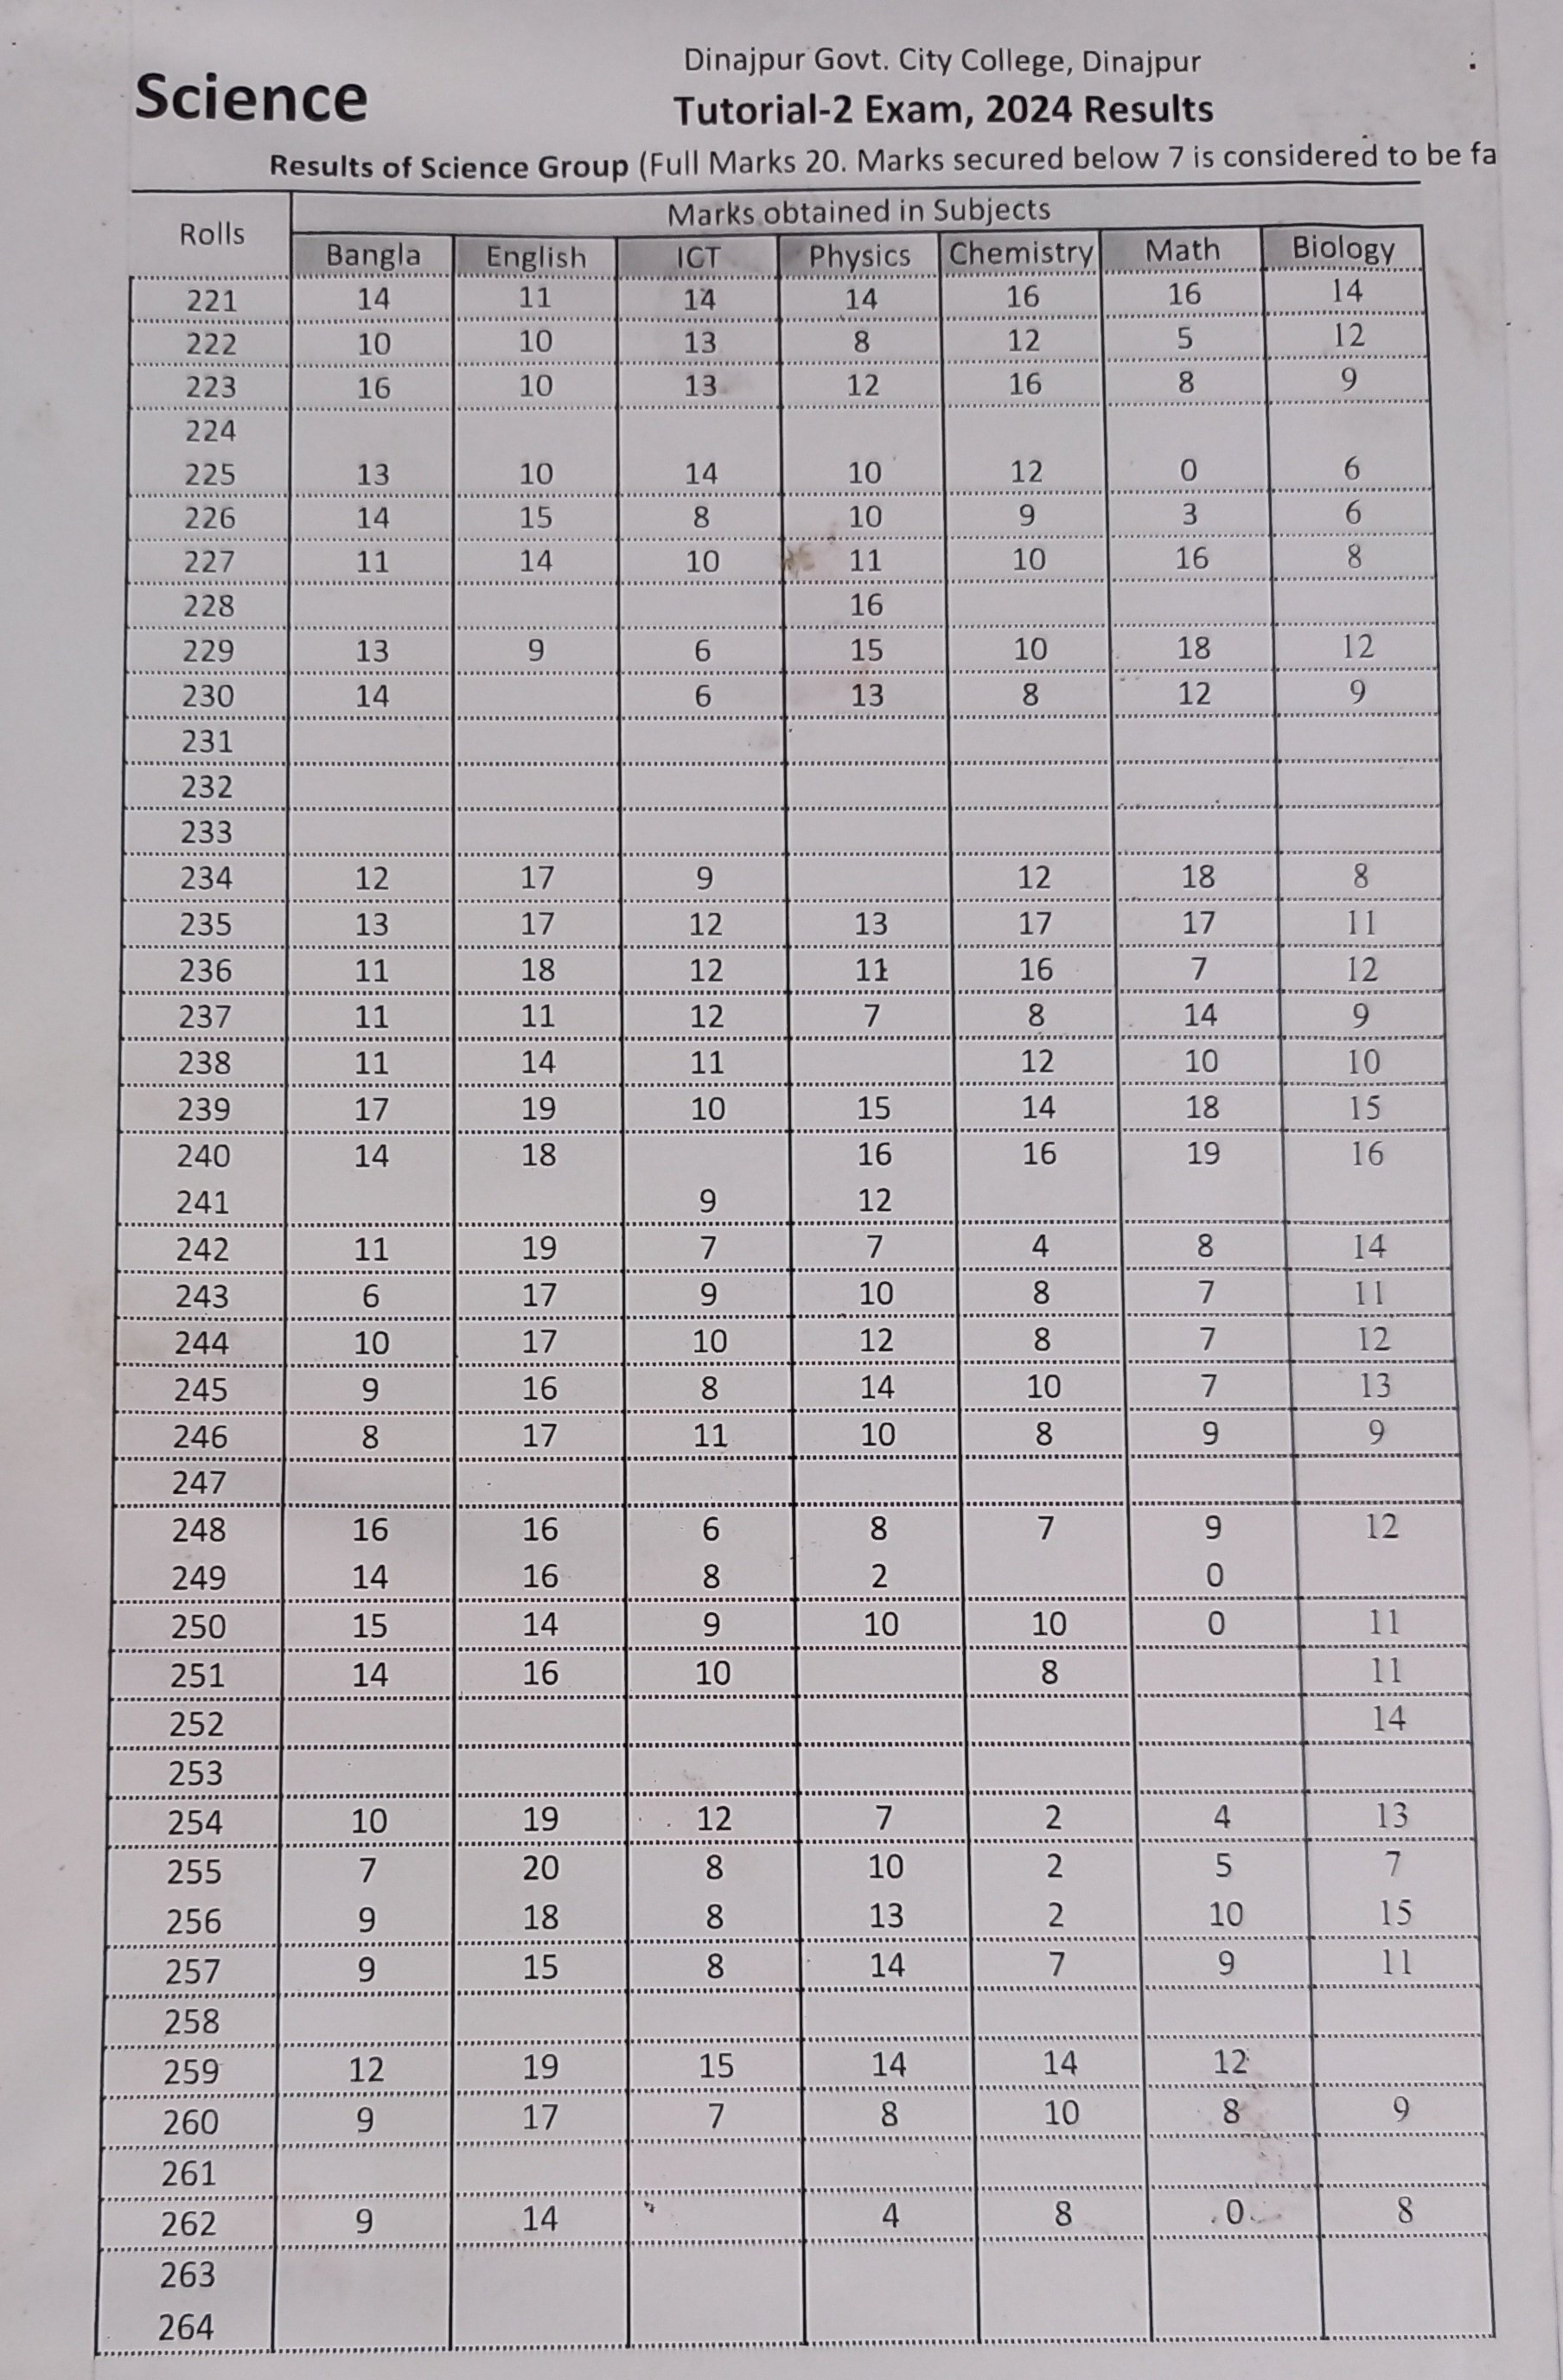 Science
Dinajpur Govt. City College, Dinajpur
Tutorial-2 Exam, 2024 Results
Results of Science Group (Full Marks 20. Marks secured below 7 is considered to be fa
Rolls Marks obtained in Subjects
Bangla English ICT Physics Chemistry Math Biology
221 14 11 14 14 16 16 14
222 10 10 13 8 12 5 12
223 16 10 13 12 16 8 9
224
225 13 10 14 10 12 0 6
226 14 15 8 10 9 3 6
227 11 14 10 11 10 16 8
228 16
229 13 9 6 15 10 18 12
230 14 6 13 8 12 9
231
232
233
234 12 17 9 12 18 8
235 13 17 12 13 17 17 11
236 11 18 12 11 16 7 12
237 11 11 12 7 8 14 9
238 11 14 11 12 10 10
239 17 19 10 15 14 18 15
240 14 18 16 16 19 16
241 9 12
242 11 19 7 7 4 8 14
243 6 17 9 10 8 7 11
244 10 17 10 12 8 7 12
245 9 16 8 14 10 7 13
246 8 17 11 10 8 9 9
247
248 16 16 6 8 7 9 12
249 14 16 8 2 0
250 15 14 9 10 10 0 11
251 14 16 10 8 11
252 14
253
254 10 19 12 7 2 4 13
255 7 20 8 10 2 5 7
256 9 18 8 13 2 10 15
257 9 15 8 14 7 9 11
258
259 12 19 15 14 14 12
260 9 17 7 8 10 8 9
261
262 9 14 4 8 0 8
263
264